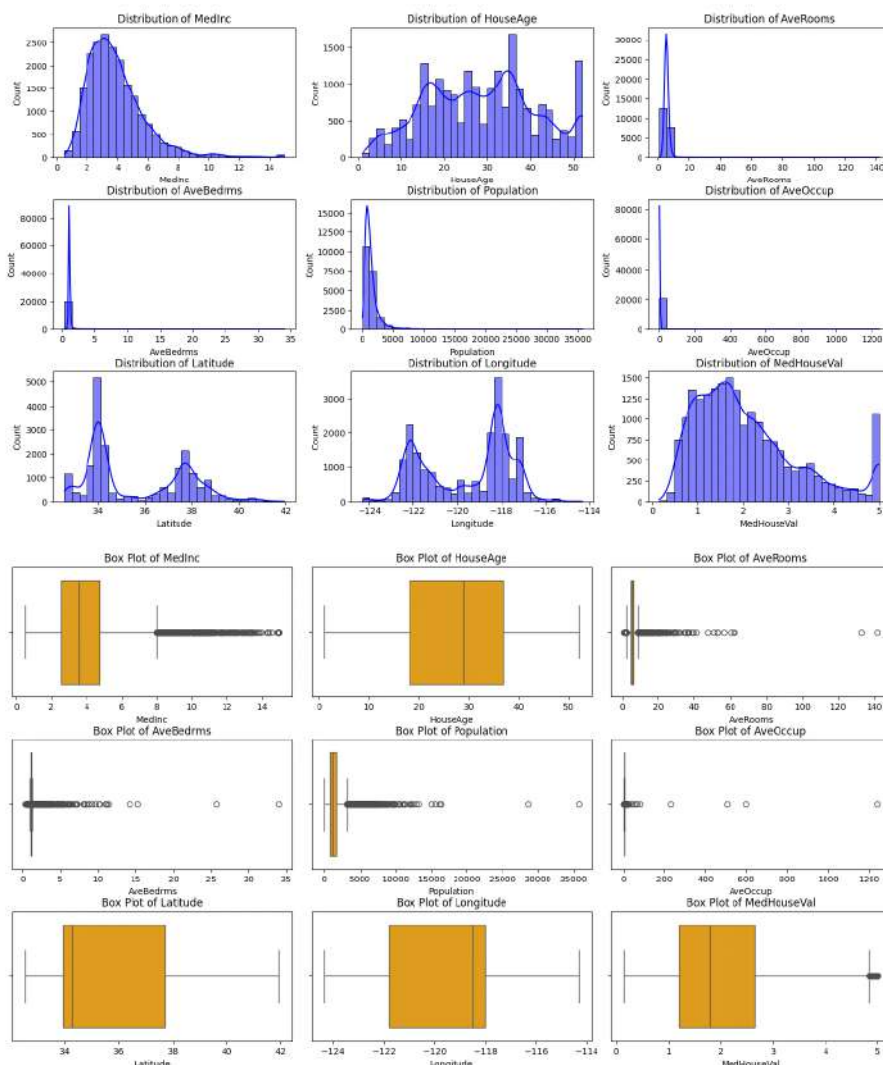 Distribution of MedInc
Distribution of HouseAge
Distribution of AveRooms
Count
2500
2000
1500
1000
500
0
0 2 4 6 8 10 12 14
MedInc
Count
1500
1000
500
0
0 10 20 30 40 50
HouseAge
Count
30000
25000
20000
15000
10000
5000
0
0 20 40 60 80 100 120 140
AveRooms
Distribution of AveBedrms
Distribution of Population
Distribution of AveOccup
Count
80000
60000
40000
20000
0
0 5 10 15 20 25 30 35
AveBedrms
Count
15000
12500
10000
7500
5000
2500
0
0 5000 10000 15000 20000 25000 30000 35000
Population
Count
80000
60000
40000
20000
0
0 200 400 600 800 1000 1200
AveOccup
Distribution of Latitude
Distribution of Longitude
Distribution of MedHouseVal
Count
5000
4000
3000
2000
1000
0
34 36 38 40 42
Latitude
Count
3000
2000
1000
0
−124 −122 −120 −118 −116 −114
Longitude
Count
1500
1250
1000
750
500
250
0
0 1 2 3 4 5
MedHouseVal
Box Plot of MedInc
Box Plot of HouseAge
Box Plot of AveRooms
0 2 4 6 8 10 12 14
MedInc
0 10 20 30 40 50
HouseAge
0 20 40 60 80 100 120 140
AveRooms
Box Plot of AveBedrms
Box Plot of Population
Box Plot of AveOccup
0 5 10 15 20 25 30 35
AveBedrms
0 5000 10000 15000 20000 25000 30000 35000
Population
0 200 400 600 800 1000 1200
AveOccup
Box Plot of Latitude
Box Plot of Longitude
Box Plot of MedHouseVal
34 36 38 40 42
Latitude
−124 −122 −120 −118 −116 −114
Longitude
0 1 2 3 4 5
MedHouseVal